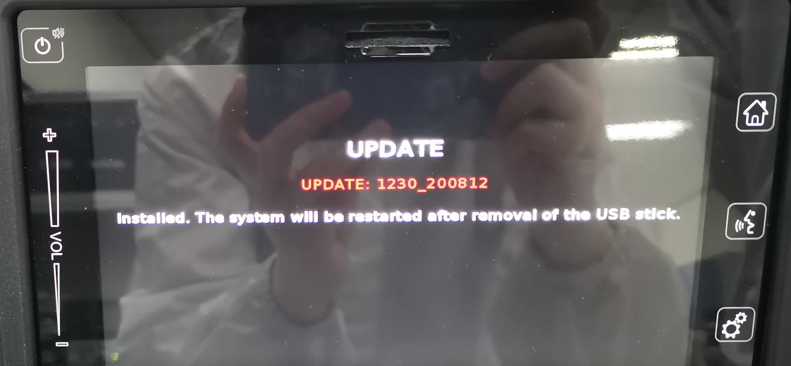 UPDATE
UPDATE: 1230_200812
Installed. The system will be restarted after removal of the USB stick.
+
VOL
-